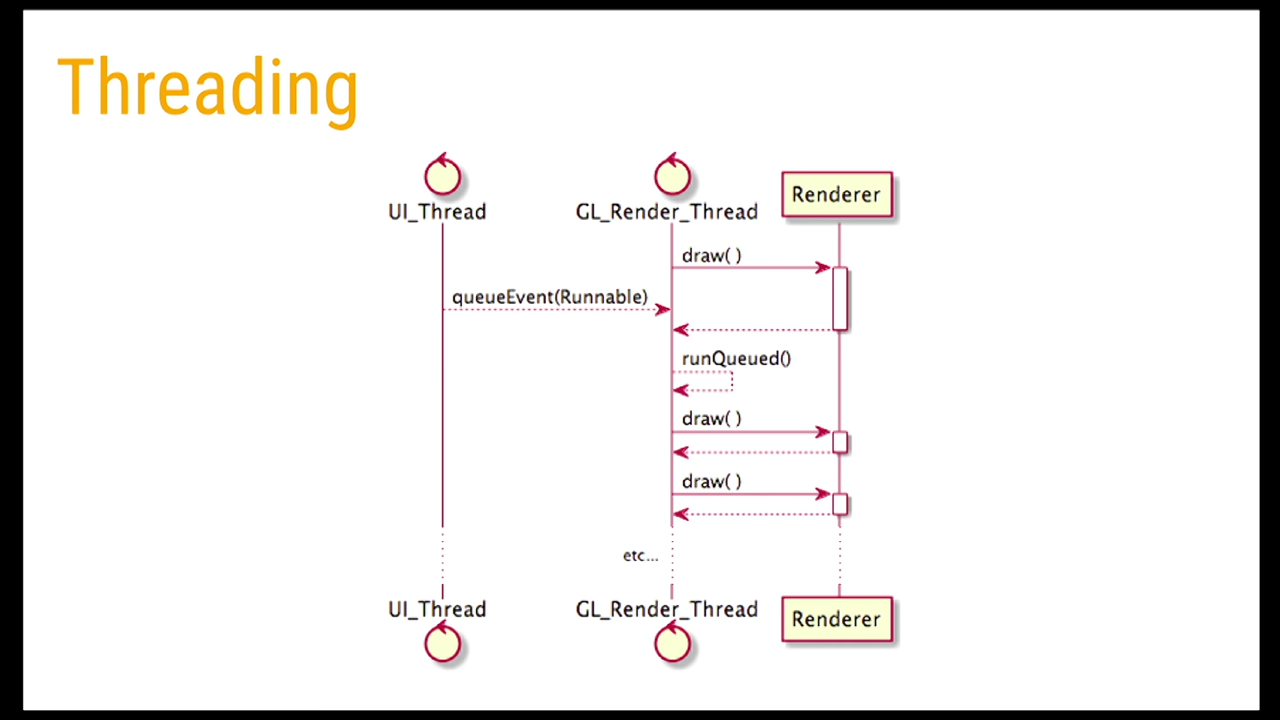 Threading
UI_Thread
GL_Render_Thread
Renderer
draw( )
queueEvent(Runnable)
runQueued()
draw( )
draw( )
etc...
UI_Thread
GL_Render_Thread
Renderer